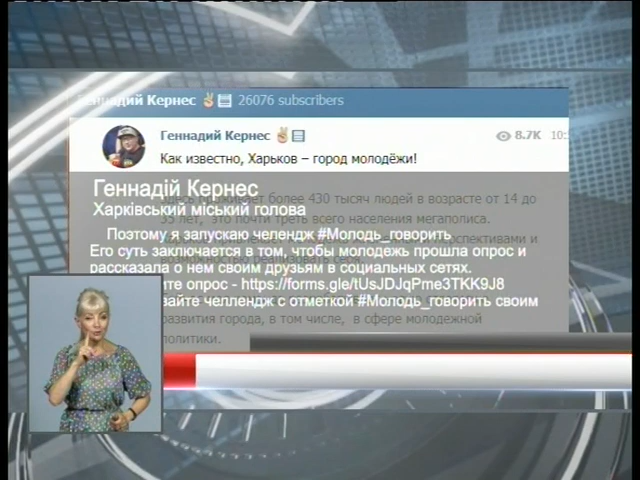 Геннадий Кернес 26076 subscribers
Геннадий Кернес 8.7K
Как известно, Харьков – город молодёжи!
Здесь проживает более 430 тысяч людей в возрасте от 14 до
35 лет, это почти треть всего населения мегаполиса.
Геннадій Кернес
Харківський міський голова
Поэтому я запускаю челендж #Молодь_говорить.
Его суть заключается в том, чтобы молодежь прошла опрос и
рассказала о нем своим друзьям в социальных сетях.
опрос - https://forms.gle/tUsJDJqPme3TKK9J8
челлендж с отметкой #Молодь_говорить своим
развития города, в том числе, в сфере молодежной
политики.